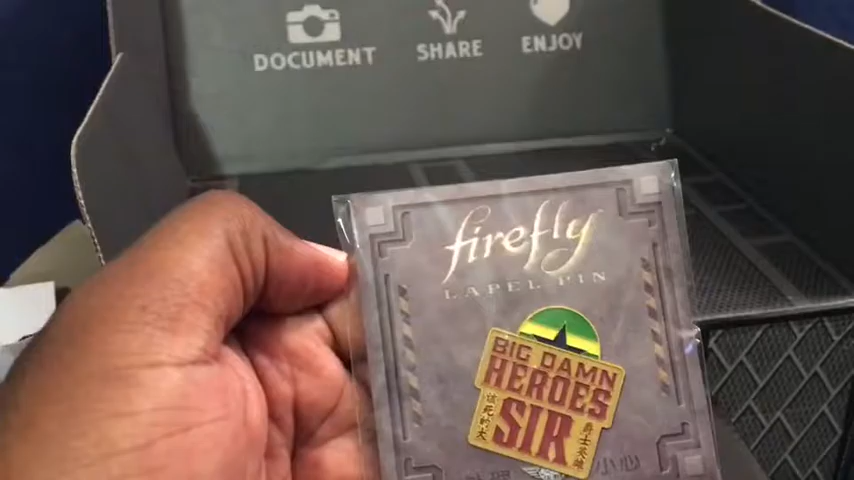 DOCUMENT
SHARE
ENJOY
firefly
LAPEL PIN
BIG DAMN
HEROES
SIR